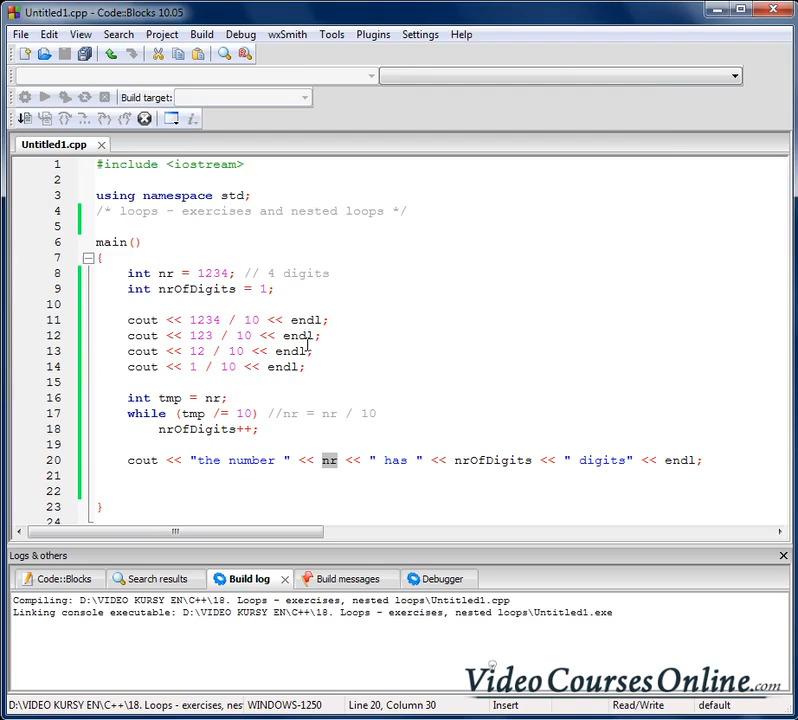 Untitled1.cpp - Code::Blocks 10.05
File Edit View Search Project Build Debug wxSmith Tools Plugins Settings Help
Build target:
Untitled1.cpp
1 #include <iostream>
2
3 using namespace std;
4 /* loops - exercises and nested loops */
5
6 main()
7 {
8 int nr = 1234; // 4 digits
9 int nrOfDigits = 1;
10
11 cout << 1234 / 10 << endl;
12 cout << 123 / 10 << endl;
13 cout << 12 / 10 << endl;
14 cout << 1 / 10 << endl;
15
16 int tmp = nr;
17 while (tmp /= 10) //nr = nr / 10
18 nrOfDigits++;
19
20 cout << "the number " << nr << " has " << nrOfDigits << " digits" << endl;
21
22
23 }
24
Logs & others
Code::Blocks Search results Build log Build messages Debugger
Compiling: D:\VIDEO KURSY EN\C++\18. Loops - exercises, nested loops\Untitled1.cpp
Linking console executable: D:\VIDEO KURSY EN\C++\18. Loops - exercises, nested loops\Untitled1.exe
VideoCoursesOnline.com
D:\VIDEO KURSY EN\C++\18. Loops - exercises, nes WINDOWS-1250 Line 20, Column 30 Insert Read/Write default